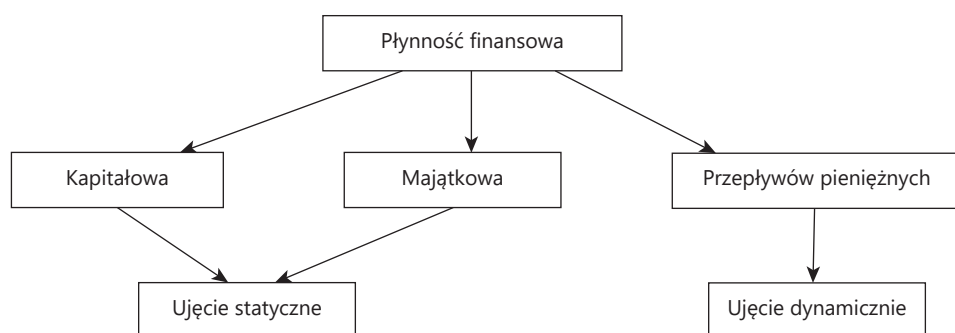 Płynność finansowa
Kapitałowa
Majątkowa
Przepływów pieniężnych
Ujęcie statyczne
Ujęcie dynamicznie